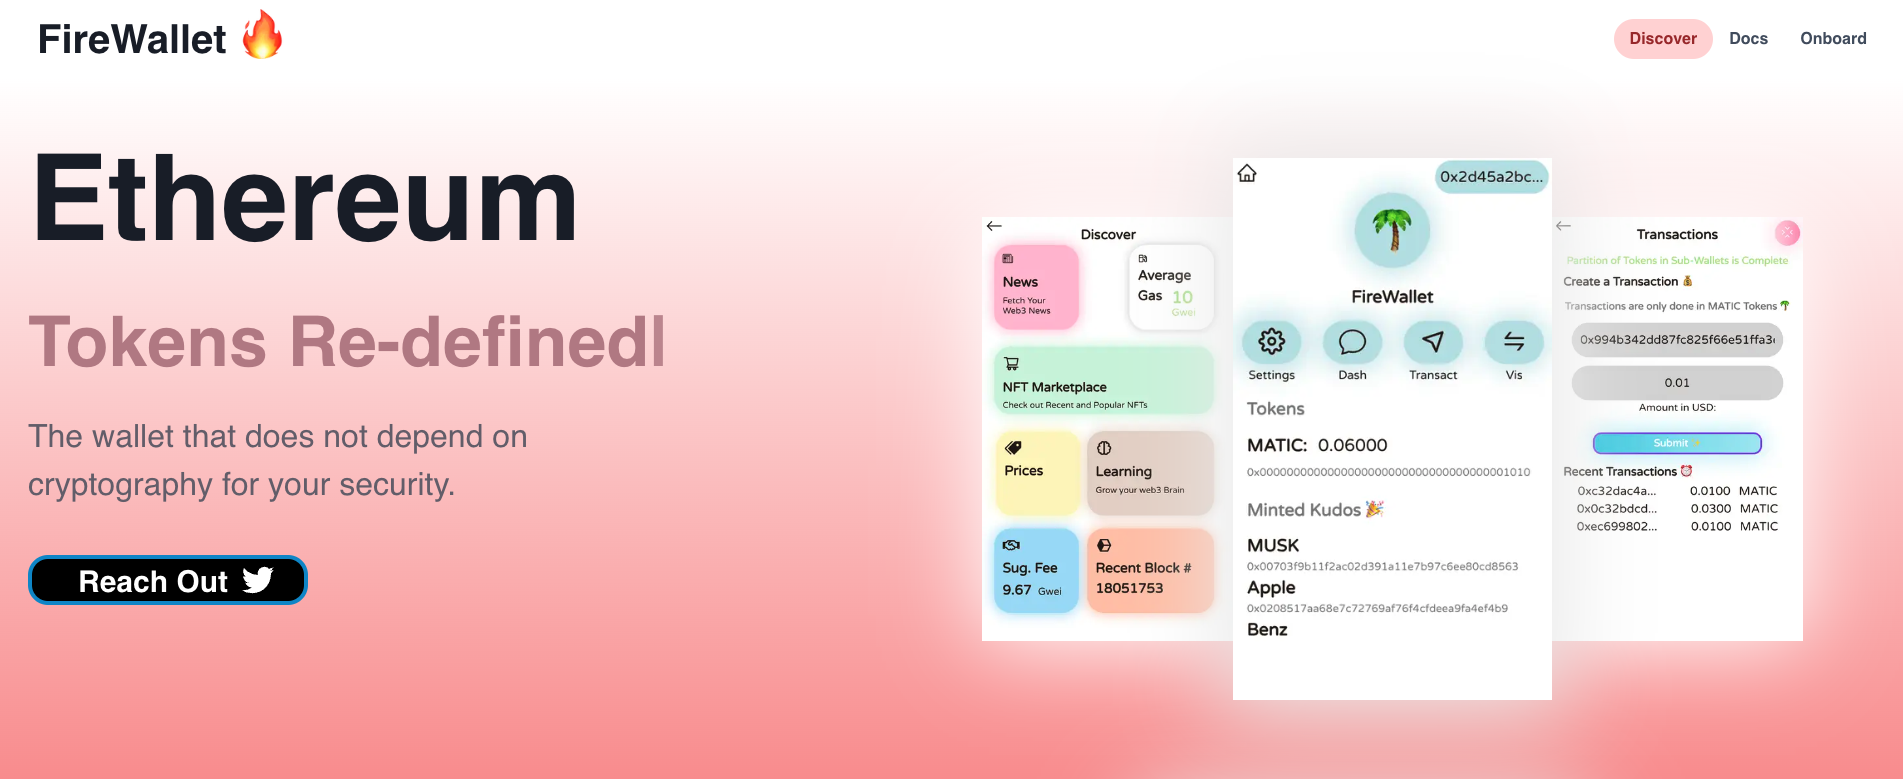 FireWallet 🔥
Discover
Docs
Onboard
Ethereum
Tokens Re-defined|
The wallet that does not depend on
cryptography for your security.
Reach Out
Discover
News
Fetch Your
Web3 News
Average
Gas 10
Gwei
NFT Marketplace
Check out Recent and Popular NFTs
Prices
Learning
Grow your web3 Brain
Sug. Fee
9.67 Gwei
Recent Block #
18051753
0x2d45a2bc...
FireWallet
Settings
Dash
Transact
Vis
Tokens
MATIC: 0.06000
0x0000000000000000000000000000000000001010
Minted Kudos 🎉
MUSK
0x00703f9b11f2ac02d391a11e7b97c6ee80cd8563
Apple
0x0208517aa68e7c72769af76f4cfdeea9fa4ef4b9
Benz
Transactions
Partition of Tokens in Sub-Wallets is Complete
Create a Transaction 💰
Transactions are only done in MATIC Tokens 🌴
0x994b342dd87fc825f66e51ffa3
0.01
Amount in USD:
Submit
Recent Transactions ⏰
0xc32dac4a... 0.0100 MATIC
0x0c32bdcd... 0.0300 MATIC
0xec699802... 0.0100 MATIC